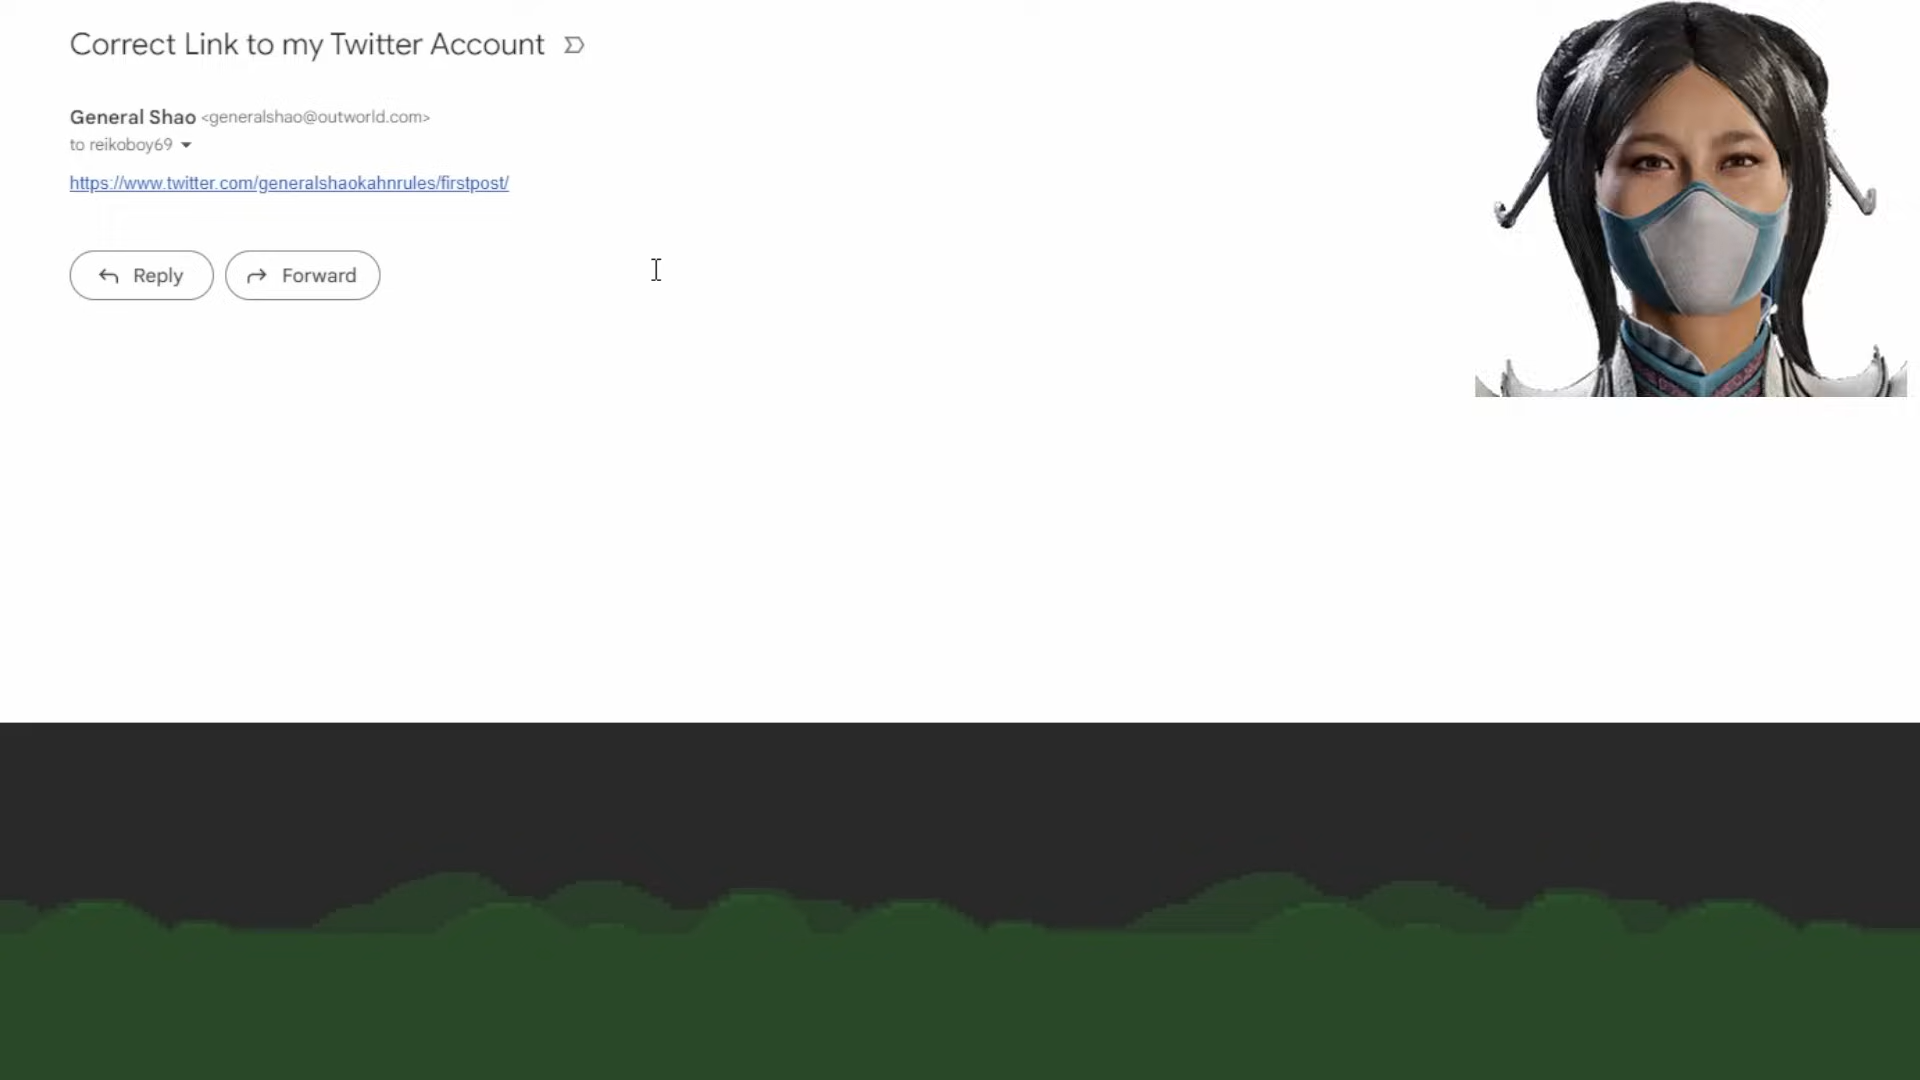 Correct Link to my Twitter Account
General Shao <generalshao@outworld.com>
to reikoboy69
https://www.twitter.com/generalshaokahnrules/firstpost/
Reply
Forward